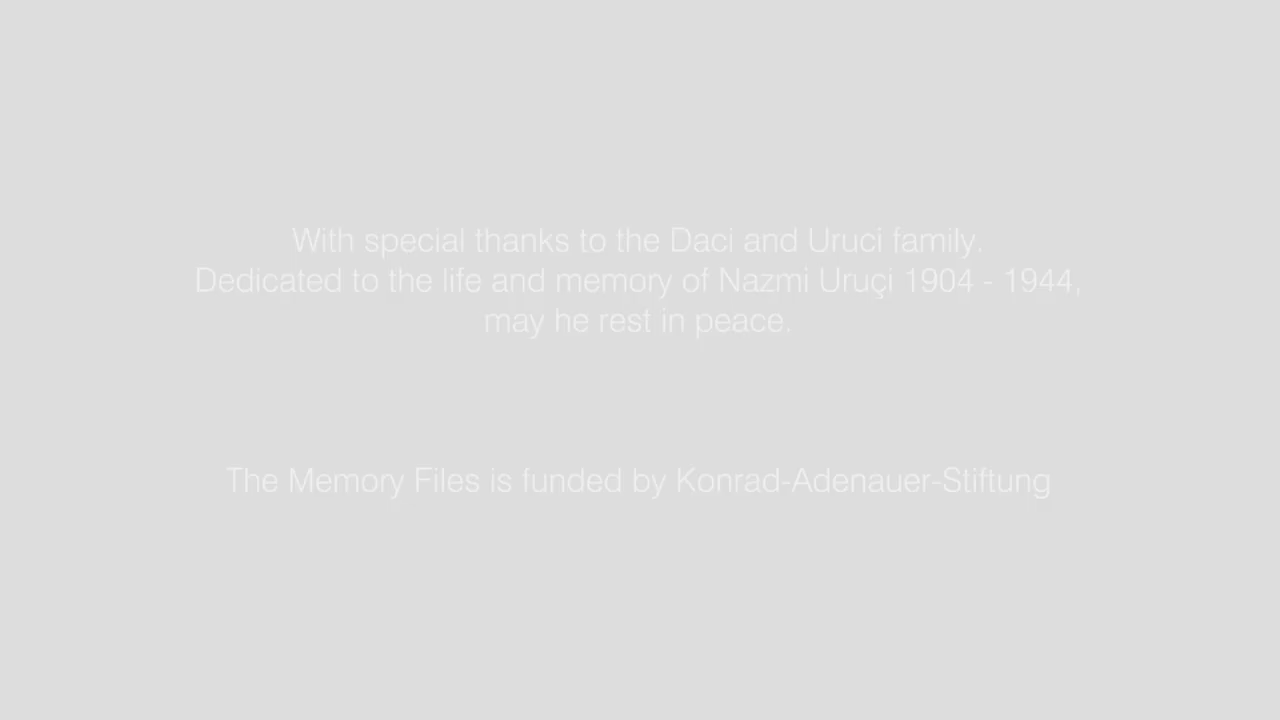 With special thanks to the Daci and Uruci family.
Dedicated to the life and memory of Nazmi Uruçi 1904 - 1944,
may he rest in peace.
The Memory Files is funded by Konrad-Adenauer-Stiftung